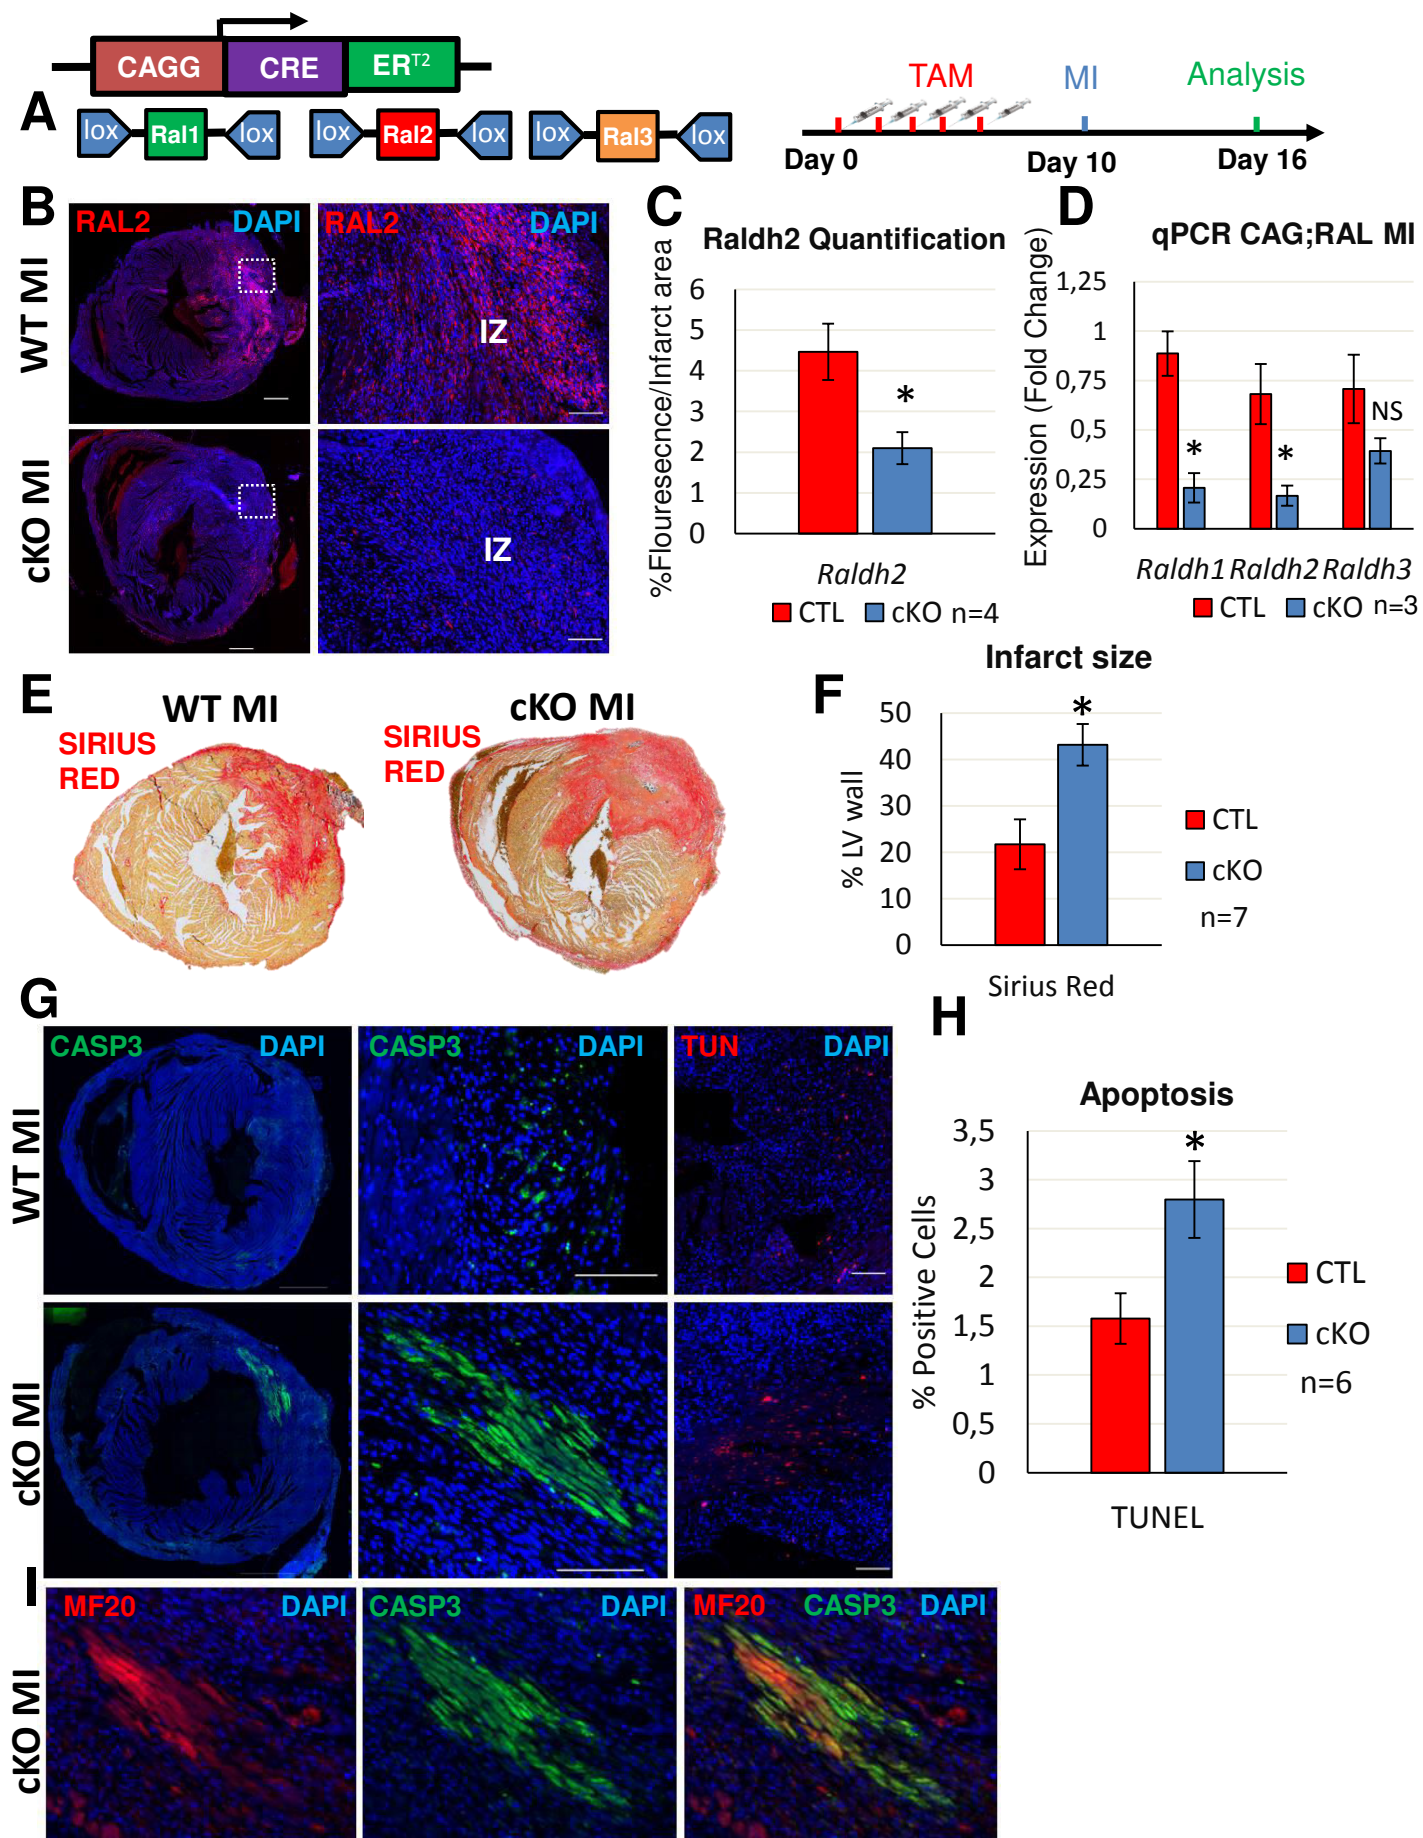 CAGG CRE ER^T2
A
lox Ral1 lox lox Ral2 lox lox Ral3 lox
TAM MI Analysis
Day 0 Day 10 Day 16
B
RAL2 DAPI RAL2 DAPI
WT MI
IZ
cKO MI
IZ
C
Raldh2 Quantification
%Flouresecnce/Infarct area
6
5
4
3
2
1
0
*
Raldh2
CTL cKO n=4
D
qPCR CAG;RAL MI
Expression (Fold Change)
1,25
1
0,75
0,5
0,25
0
* * NS
Raldh1 Raldh2 Raldh3
CTL cKO n=3
E
WT MI cKO MI
SIRIUS
RED
SIRIUS
RED
F
Infarct size
% LV wall
50
40
30
20
10
0
*
Sirius Red
CTL
cKO
n=7
G
CASP3 DAPI CASP3 DAPI TUN DAPI
WT MI
cKO MI
H
Apoptosis
% Positive Cells
3,5
3
2,5
2
1,5
1
0,5
0
*
TUNEL
CTL
cKO
n=6
I
MF20 DAPI CASP3 DAPI MF20 CASP3 DAPI
cKO MI